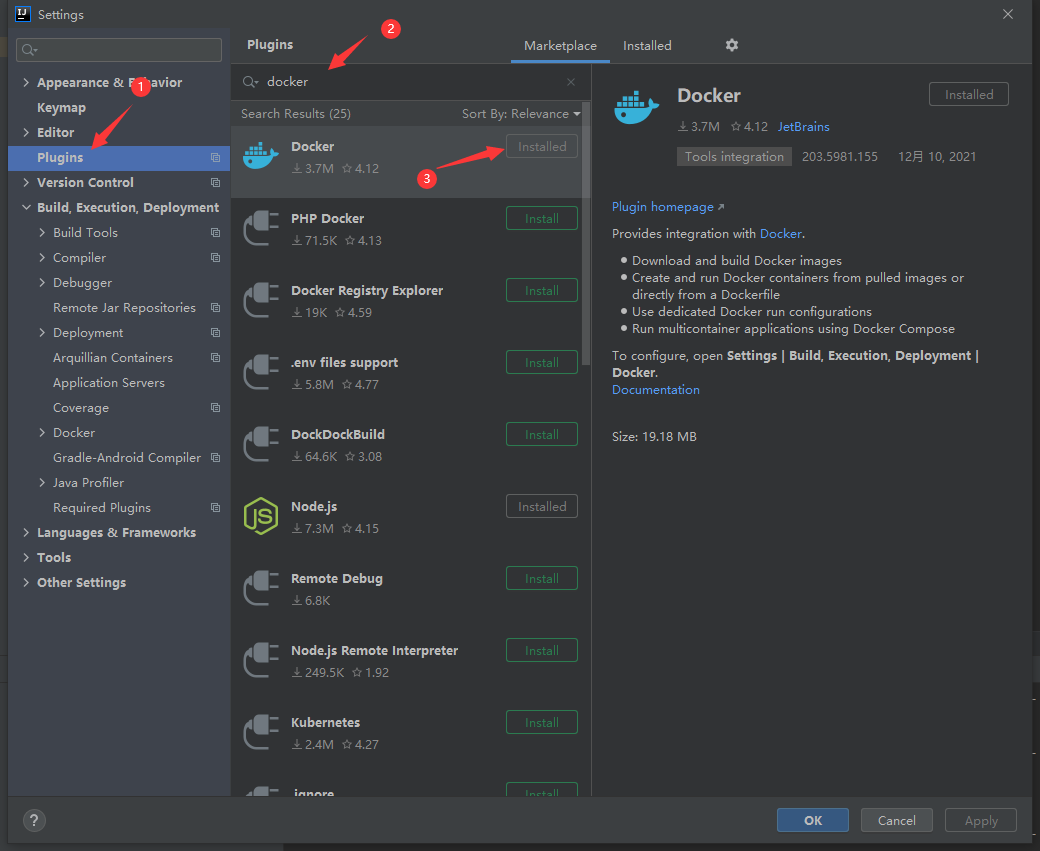 IJ
Settings
Appearance & B havior
Keymap
Editor
Plugins
Version Control
Build, Execution, Deployment
Build Tools
Compiler
Debugger
Remote Jar Repositories
Deployment
Arquillian Containers
Application Servers
Coverage
Docker
Gradle-Android Compiler
Java Profiler
Required Plugins
Languages & Frameworks
Tools
Other Settings
1
Plugins
2
Marketplace
Installed
docker
Search Results (25)
Sort By: Relevance
Docker
Installed
3.7M 4.12
3
PHP Docker
Install
71.5K 4.13
Docker Registry Explorer
Install
19K 4.59
.env files support
Install
5.8M 4.77
DockDockBuild
Install
64.6K 3.08
JS
Node.js
Installed
7.3M 4.15
Remote Debug
Install
6.8K
Node.js Remote Interpreter
Install
249.5K 1.92
Kubernetes
Install
2.4M 4.27
.ignore
Install
Docker
Installed
3.7M 4.12 JetBrains
Tools integration 203.5981.155 12月 10, 2021
Plugin homepage ↗
Provides integration with Docker.
• Download and build Docker images
• Create and run Docker containers from pulled images or
directly from a Dockerfile
• Use dedicated Docker run configurations
• Run multicontainer applications using Docker Compose
To configure, open Settings | Build, Execution, Deployment |
Docker.
Documentation
Size: 19.18 MB
?
OK
Cancel
Apply